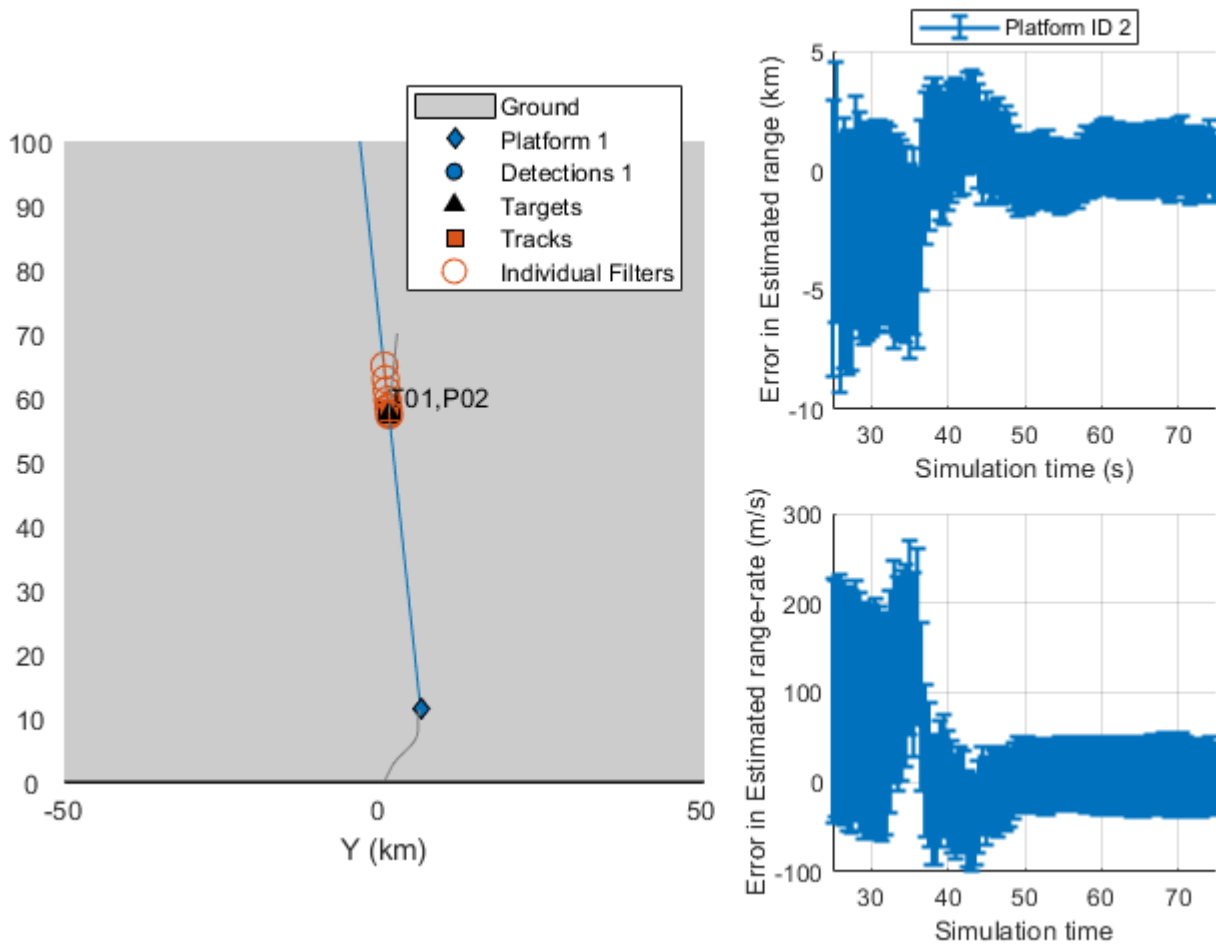 Ground
Platform 1
Detections 1
Targets
Tracks
Individual Filters
100
90
80
70
60
50
40
30
20
10
0
T01,P02
-50
0
50
Y (km)
Platform ID 2
Error in Estimated range (km)
5
0
-5
-10
30
40
50
60
70
Simulation time (s)
Error in Estimated range-rate (m/s)
300
200
100
0
-100
30
40
50
60
70
Simulation time